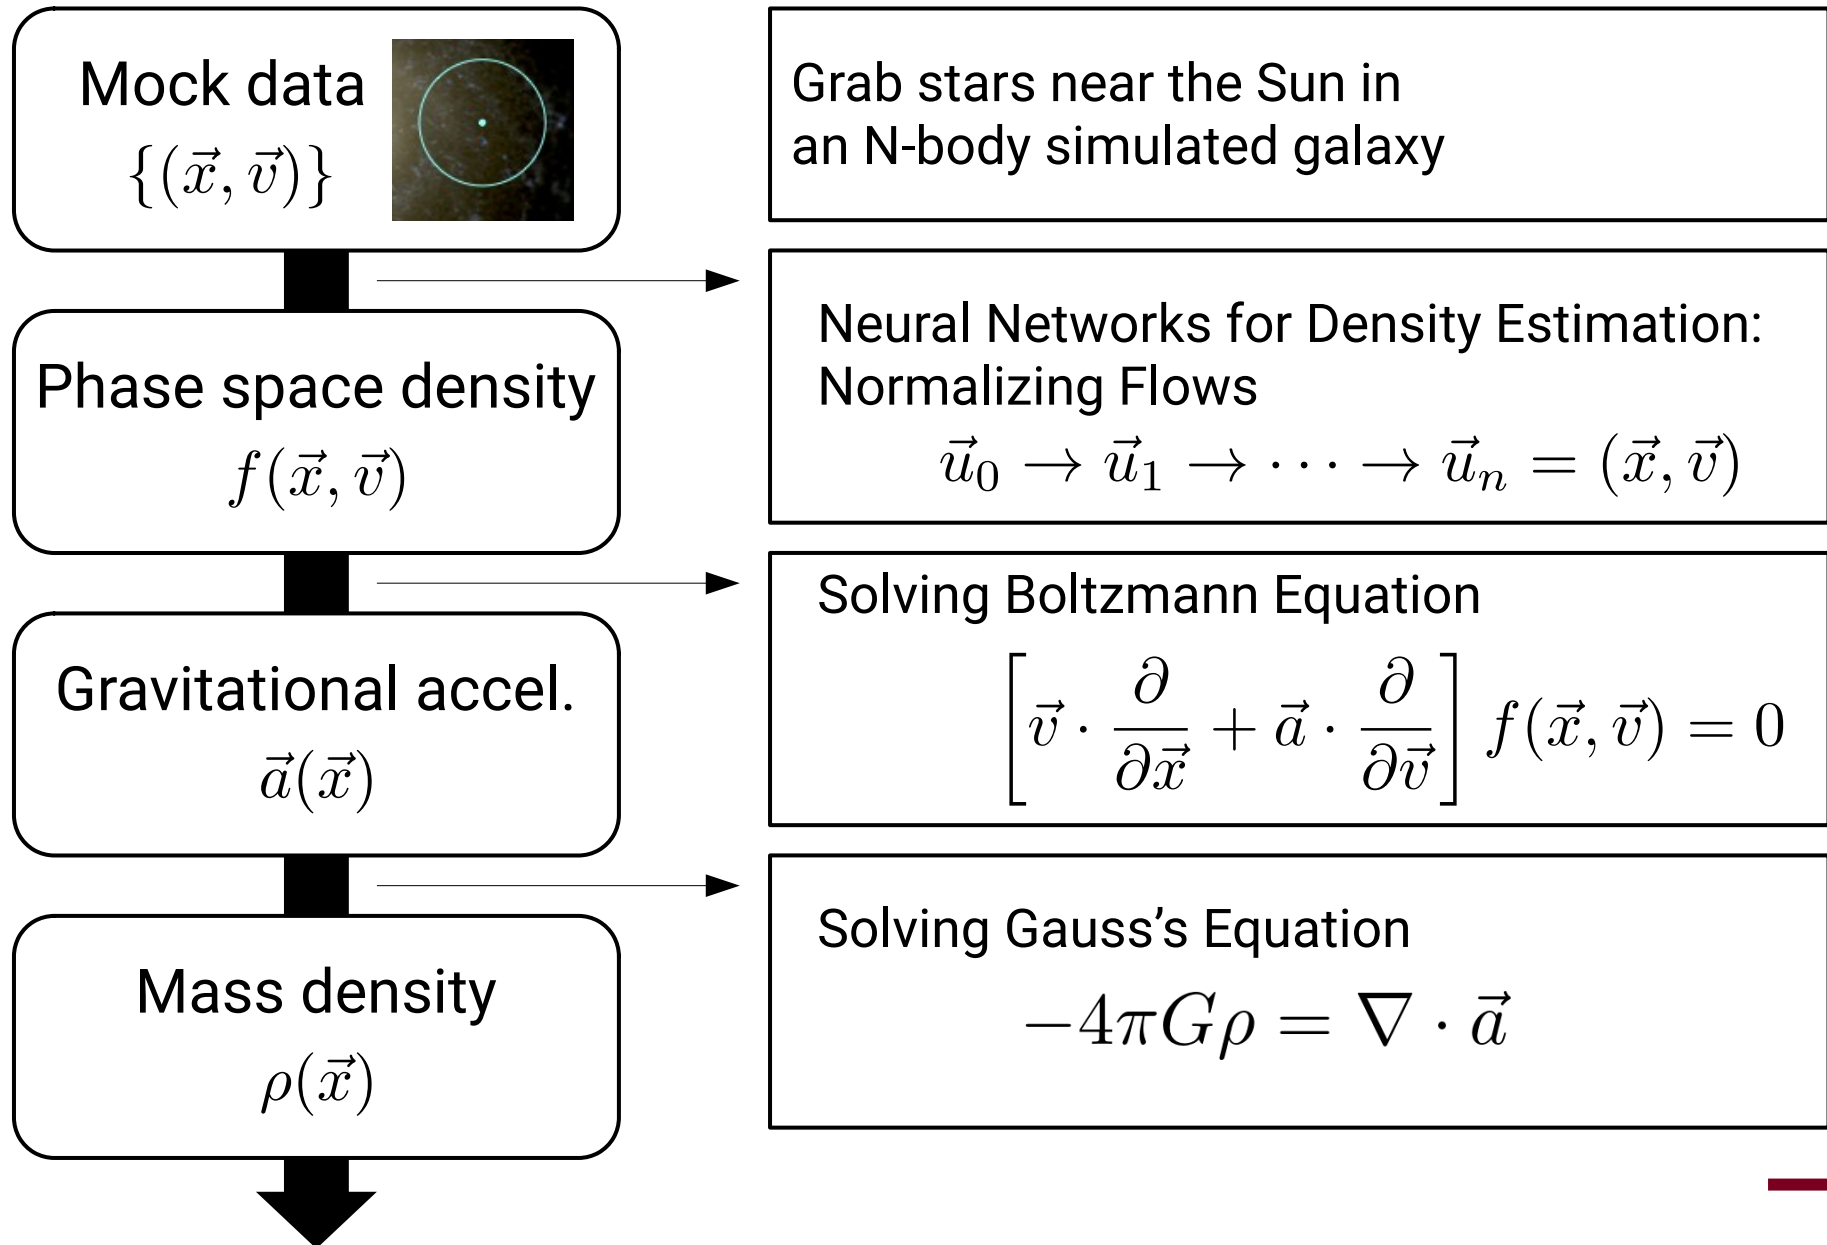 Mock data
{(x⃗, v⃗)}
Grab stars near the Sun in
an N-body simulated galaxy
Phase space density
f(x⃗, v⃗)
Neural Networks for Density Estimation:
Normalizing Flows
u⃗₀ → u⃗₁ → ··· → u⃗ₙ = (x⃗, v⃗)
Gravitational accel.
a⃗(x⃗)
Solving Boltzmann Equation
[v⃗ · ∂/∂x⃗ + a⃗ · ∂/∂v⃗] f(x⃗, v⃗) = 0
Mass density
ρ(x⃗)
Solving Gauss’s Equation
−4πGρ = ∇ · a⃗